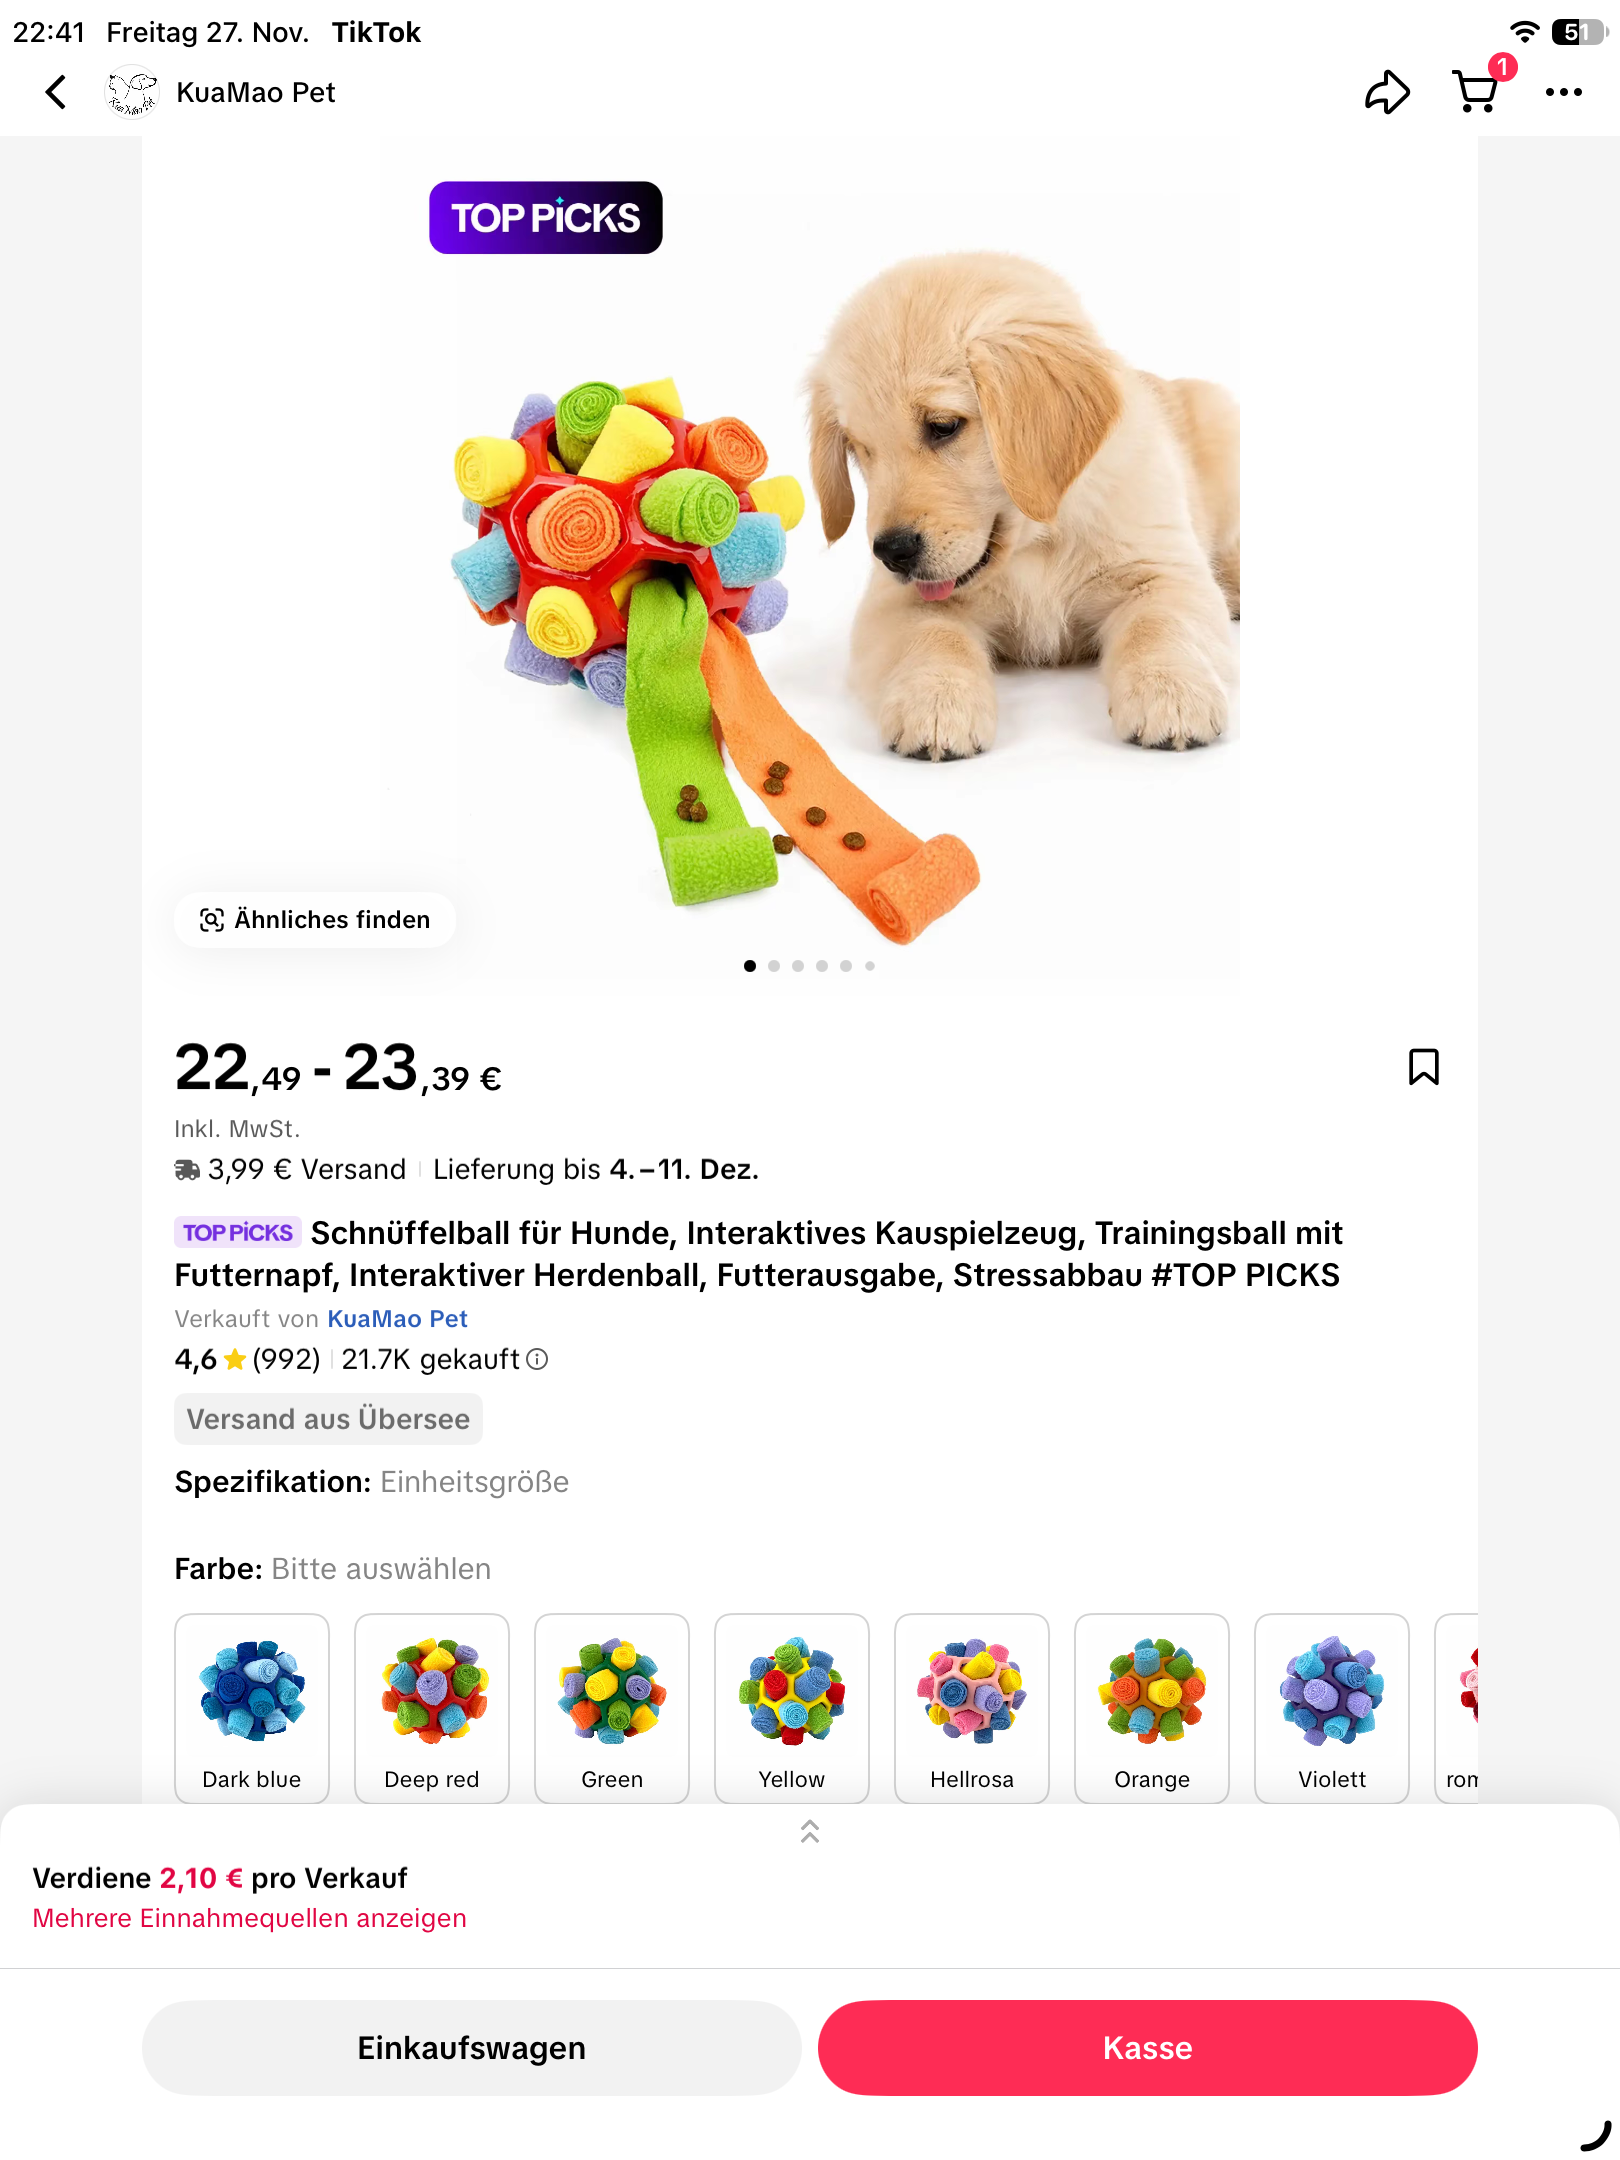 22:41 Freitag 27. Nov. TikTok
51
KuaMao Pet
1
TOP PiCKS
Ähnliches finden
22,49 - 23,39 €
Inkl. MwSt.
3,99 € Versand Lieferung bis 4.–11. Dez.
TOP PiCKS Schnüffelball für Hunde, Interaktives Kauspielzeug, Trainingsball mit
Futternapf, Interaktiver Herdenball, Futterausgabe, Stressabbau #TOP PICKS
Verkauft von KuaMao Pet
4,6 (992) 21.7K gekauft
Versand aus Übersee
Spezifikation: Einheitsgröße
Farbe: Bitte auswählen
Dark blue Deep red Green Yellow Hellrosa Orange Violett
Verdiene 2,10 € pro Verkauf
Mehrere Einnahmequellen anzeigen
Einkaufswagen Kasse